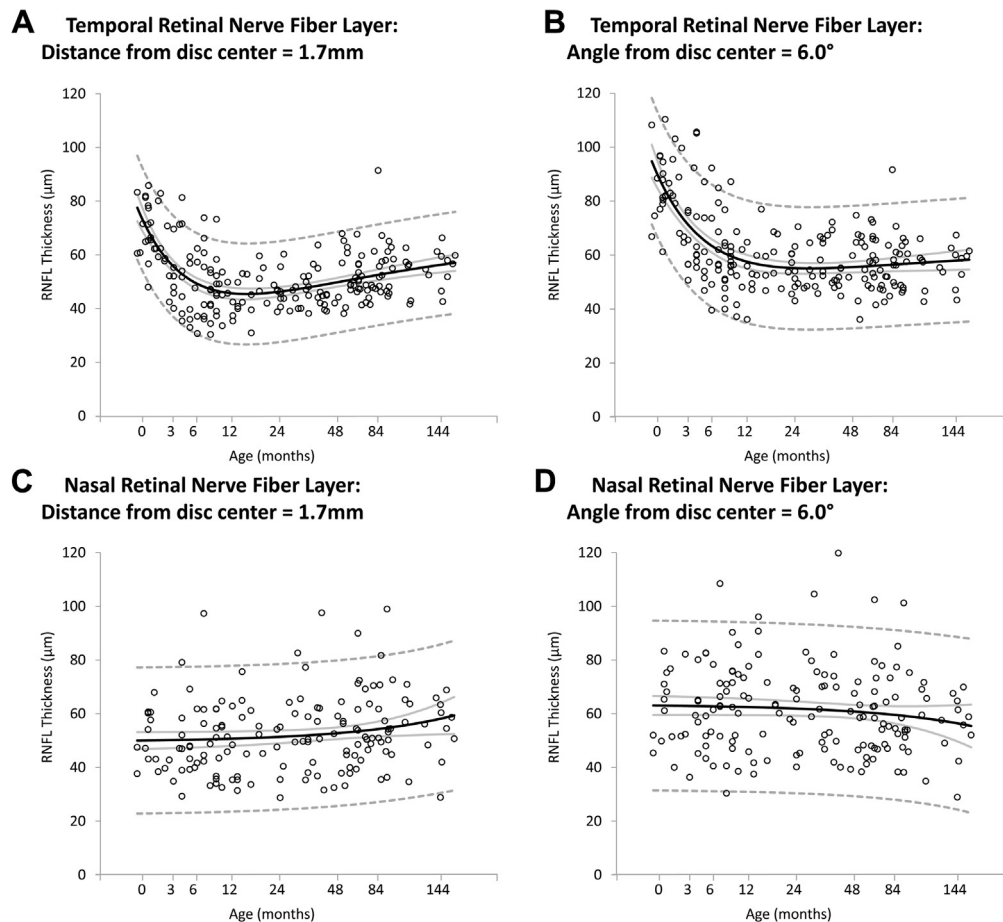 A
Temporal Retinal Nerve Fiber Layer:
Distance from disc center = 1.7mm
RNFL Thickness (µm)
120
100
80
60
40
20
0
0 3 6 12 24 48 84 144
Age (months)
B
Temporal Retinal Nerve Fiber Layer:
Angle from disc center = 6.0°
RNFL Thickness (µm)
120
100
80
60
40
20
0
0 3 6 12 24 48 84 144
Age (months)
C
Nasal Retinal Nerve Fiber Layer:
Distance from disc center = 1.7mm
RNFL Thickness (µm)
120
100
80
60
40
20
0
0 3 6 12 24 48 84 144
Age (months)
D
Nasal Retinal Nerve Fiber Layer:
Angle from disc center = 6.0°
RNFL Thickness (µm)
120
100
80
60
40
20
0
0 3 6 12 24 48 84 144
Age (months)